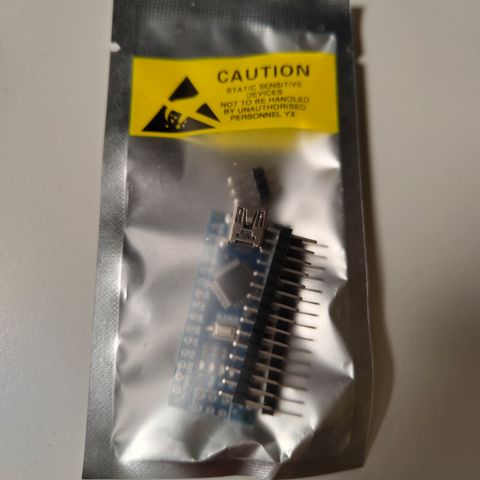 CAUTION
STATIC SENSITIVE
DEVICES
NOT TO BE HANDLED
BY UNAUTHORISED
PERSONNEL YX